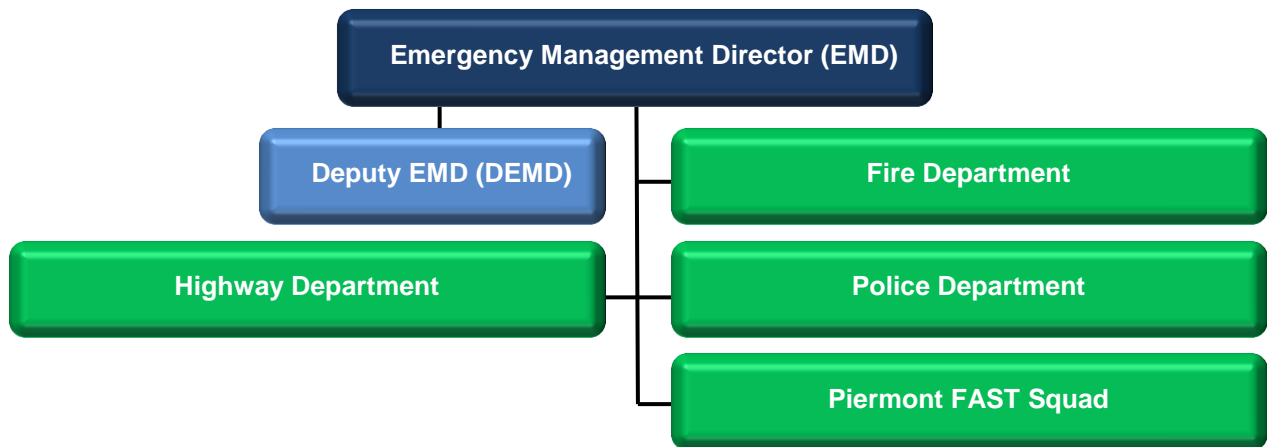 Emergency Management Director (EMD)
Deputy EMD (DEMD)
Fire Department
Highway Department
Police Department
Piermont FAST Squad